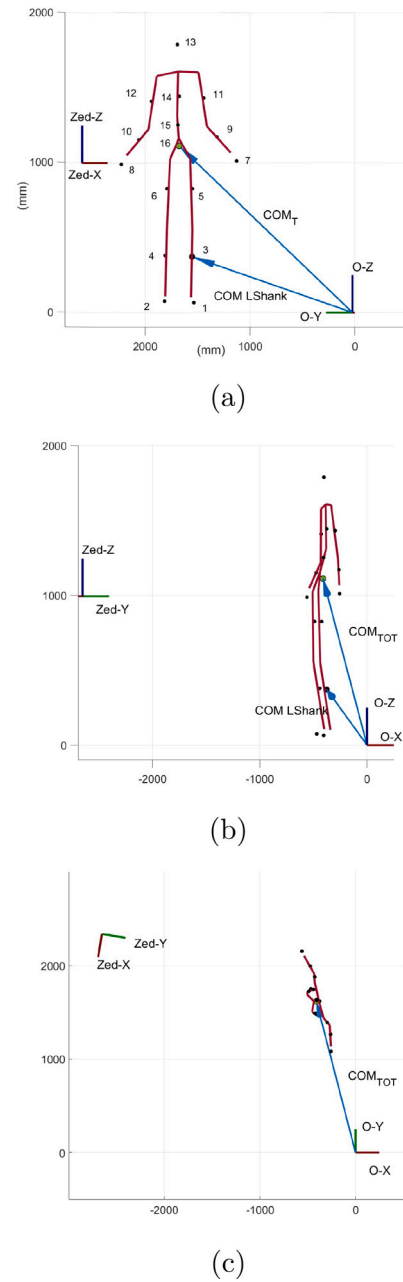 2000
13
Zed-Z
12
14
11
10
15
9
16
1000
Zed-X
8
7
(mm)
6
5
COM_T
4
3
O-Z
COM LShank
2
1
O-Y
0
2000
1000
0
(mm)
(a)
2000
Zed-Z
1000
Zed-Y
COM_TOT
COM LShank
O-Z
O-X
0
-2000
-1000
0
(b)
Zed-Y
Zed-X
2000
1000
COM_TOT
O-Y
0
O-X
-2000
-1000
0
(c)